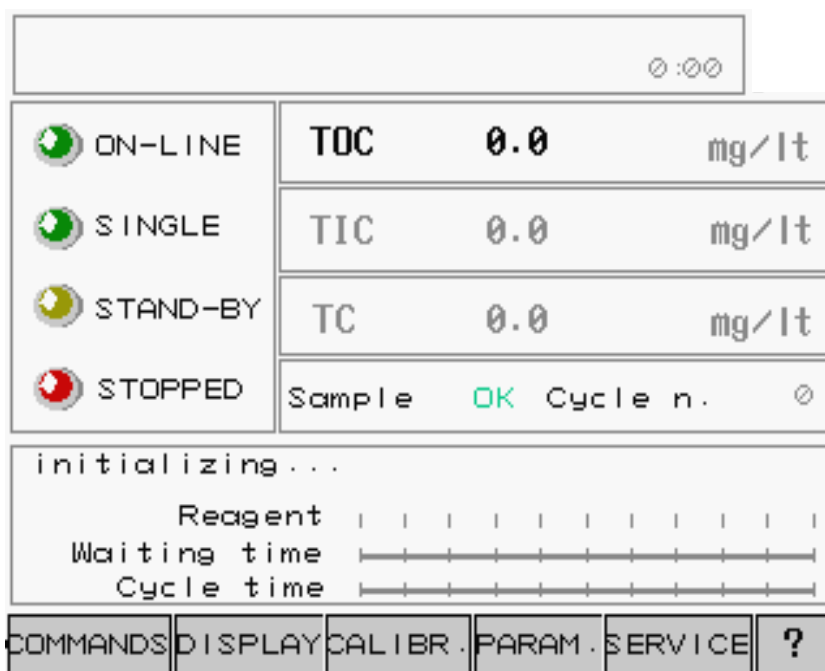 0:00
ON-LINE
TOC 0.0 mg/lt
SINGLE
TIC 0.0 mg/lt
STAND-BY
TC 0.0 mg/lt
STOPPED
Sample OK Cycle n. 0
initializing...
Reagent
Waiting time
Cycle time
COMMANDS DISPLAY CALIBR. PARAM. SERVICE ?